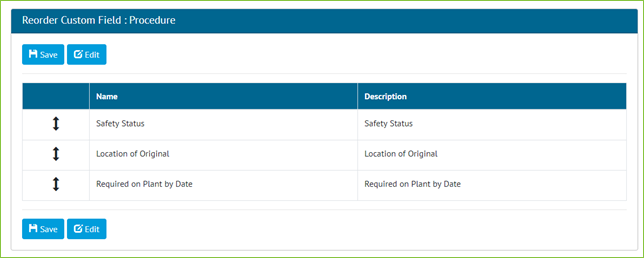 Reorder Custom Field : Procedure
Save Edit
Name Description
Safety Status Safety Status
Location of Original Location of Original
Required on Plant by Date Required on Plant by Date
Save Edit